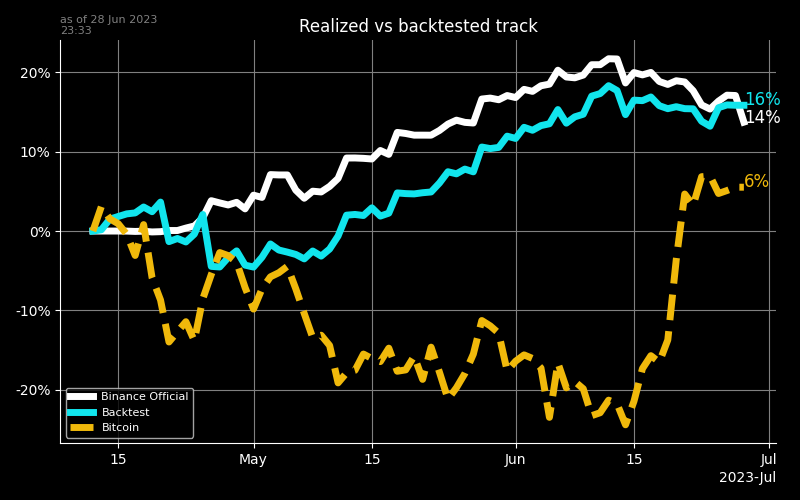 as of 28 Jun 2023
23:33
Realized vs backtested track
20%
10%
0%
-10%
-20%
16%
14%
6%
Binance Official
Backtest
Bitcoin
15
May
15
Jun
15
Jul
2023-Jul